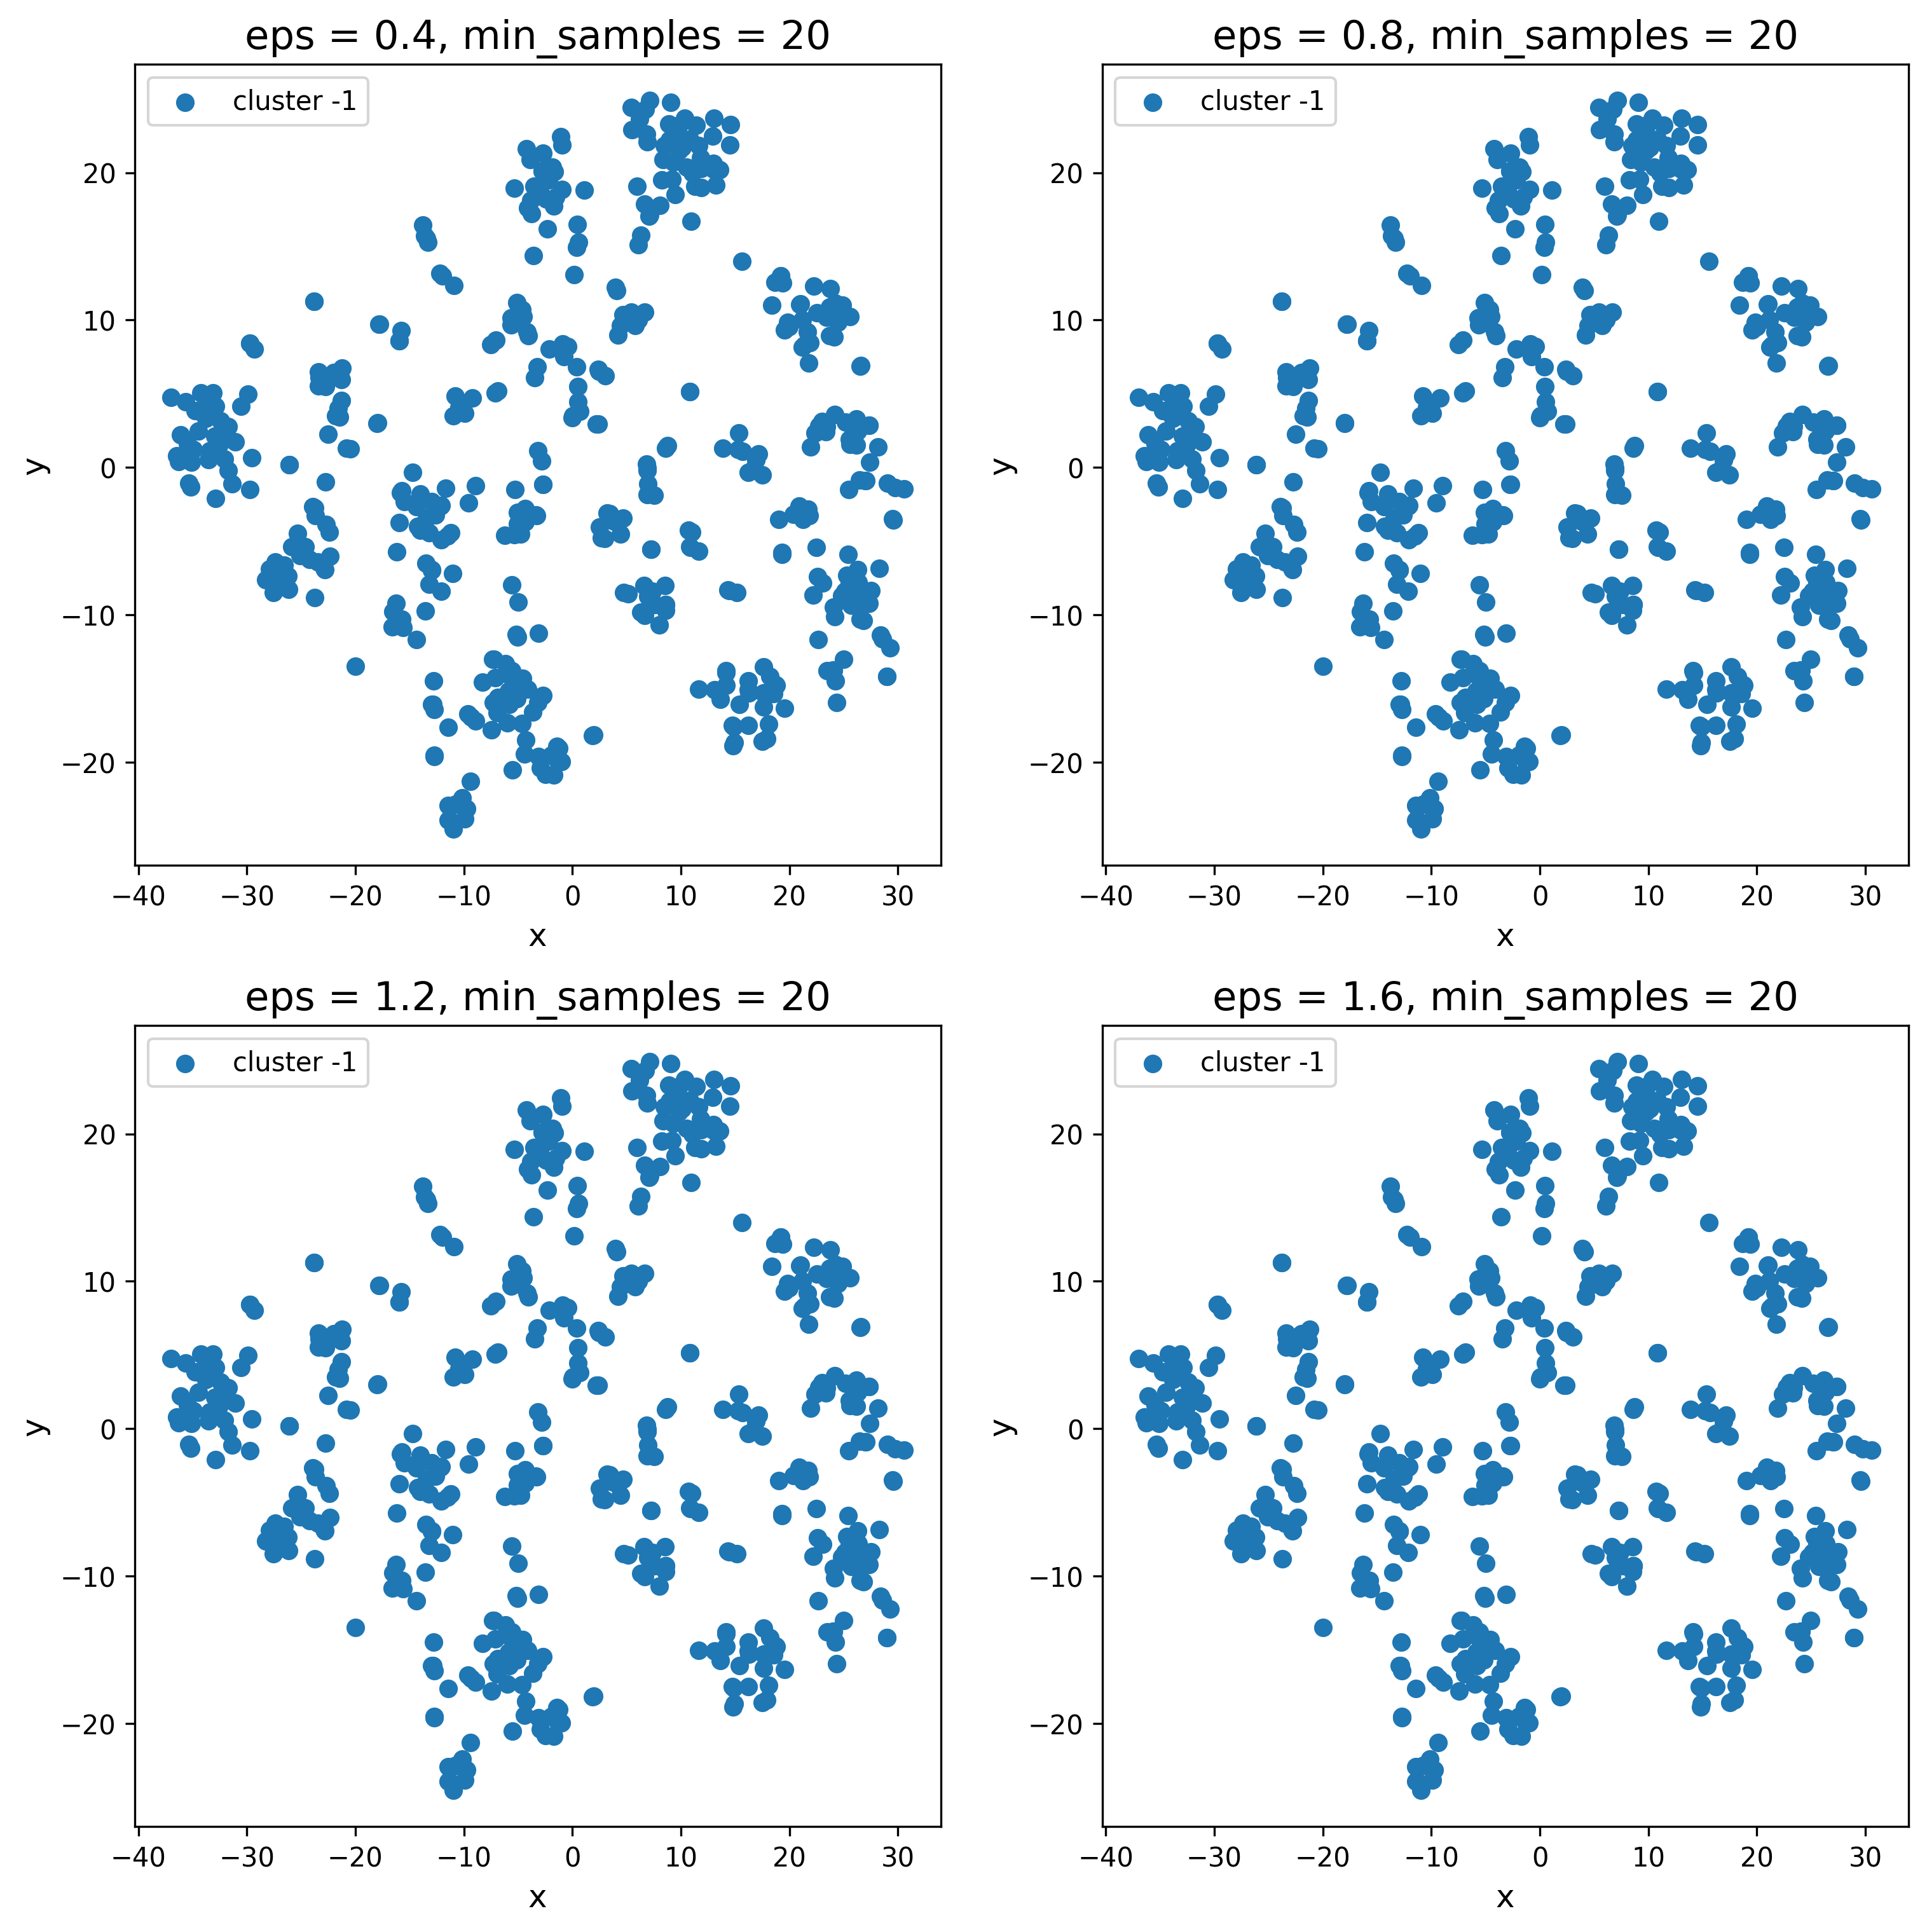 eps = 0.4, min_samples = 20
cluster -1
20
10
0
−10
−20
y
−40 −30 −20 −10 0 10 20 30
x
eps = 0.8, min_samples = 20
cluster -1
20
10
0
−10
−20
y
−40 −30 −20 −10 0 10 20 30
x
eps = 1.2, min_samples = 20
cluster -1
20
10
0
−10
−20
y
−40 −30 −20 −10 0 10 20 30
x
eps = 1.6, min_samples = 20
cluster -1
20
10
0
−10
−20
y
−40 −30 −20 −10 0 10 20 30
x